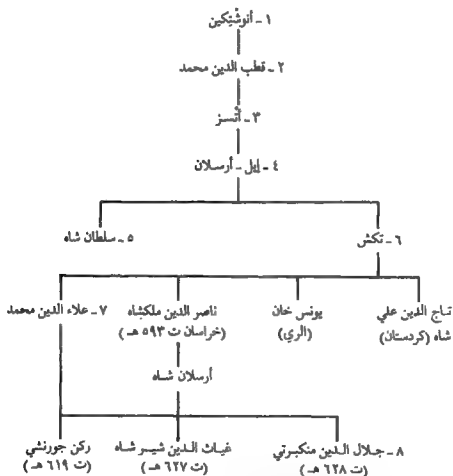 ١ - أنوشتكين
٢ - قطب الدين محمد
٣ - أتسز
٤ - إيل - أرسلان
٥ - سلطان شاه
٦ - تكش
تاج الدين علي
شاه (كردستان)
يونس خان
(الري)
ناصر الدين ملكشاه
(خراسان ت ٥٩٣ هـ)
٧ - علاء الدين محمد
أرسلان شاه
٨ - جلال الدين منكبرتي
(ت ٦٢٨ هـ)
غياث الدين شير شاه
(ت ٦٢٧ هـ)
ركن جورنشي
(ت ٦١٩ هـ)